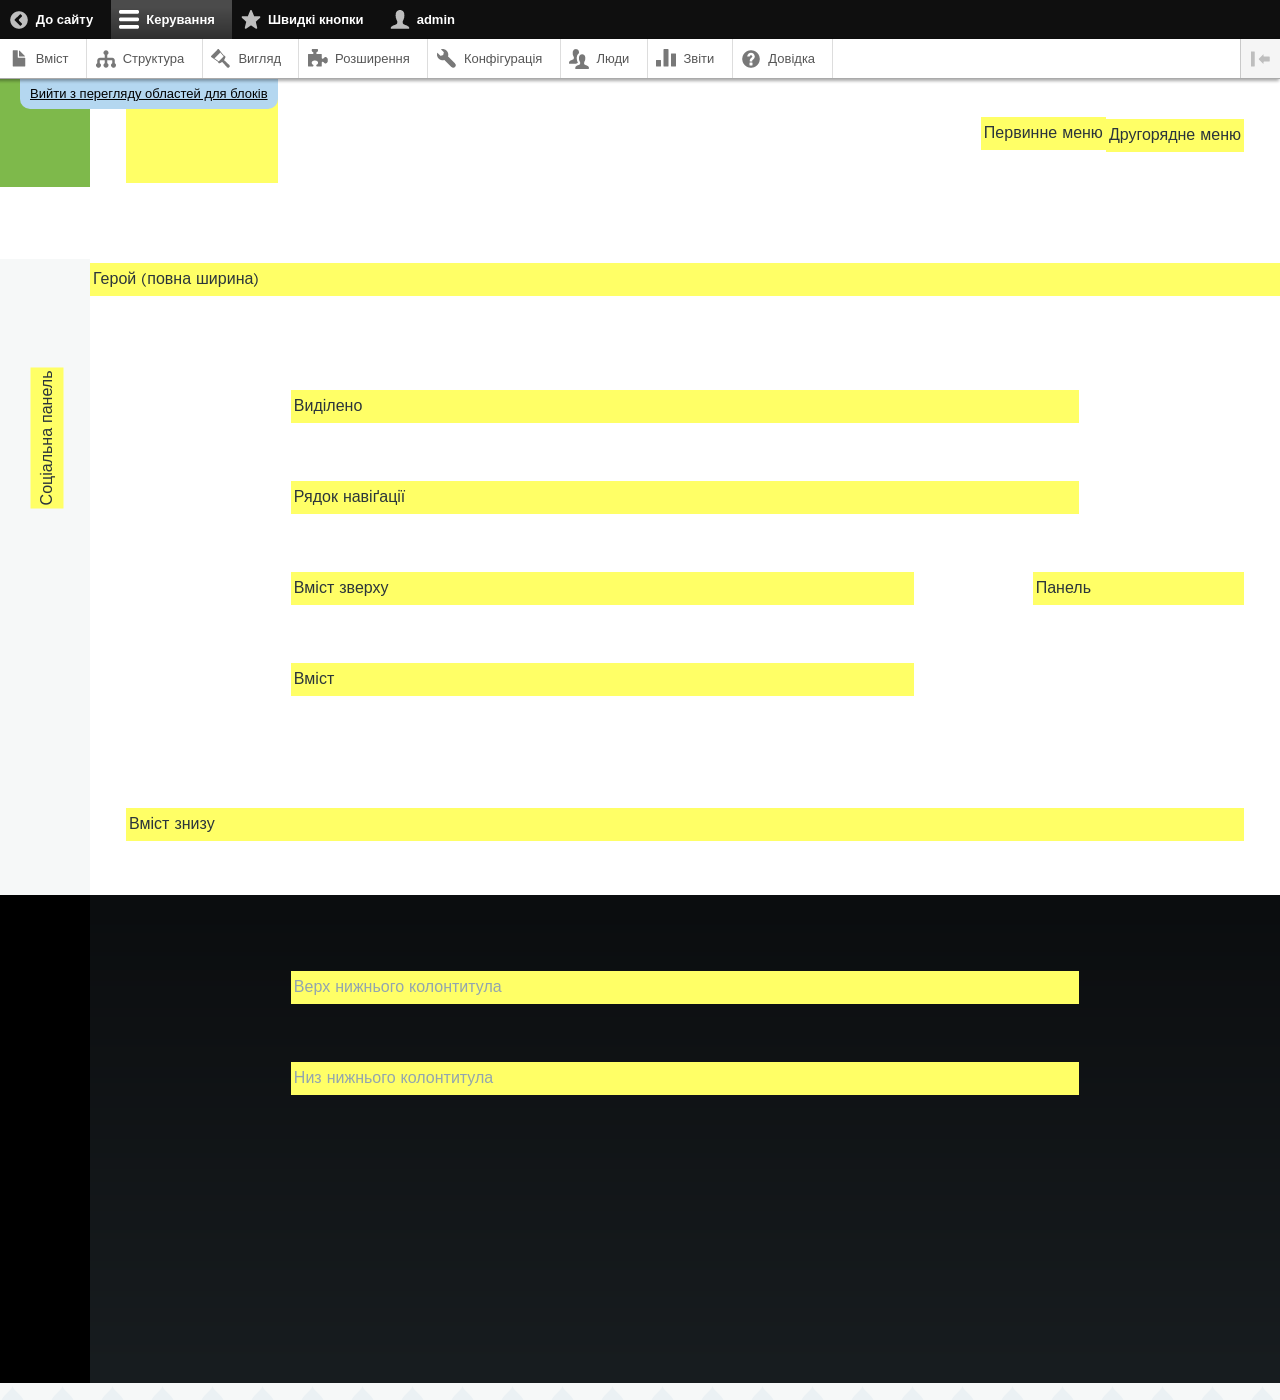 До сайту Керування Швидкі кнопки admin
Вміст Структура Вигляд Розширення Конфігурація Люди Звіти Довідка
Вийти з перегляду областей для блоків
Первинне меню Другорядне меню
Герой (повна ширина)
Соціальна панель
Виділено
Рядок навіґації
Вміст зверху Панель
Вміст
Вміст знизу
Верх нижнього колонтитула
Низ нижнього колонтитула